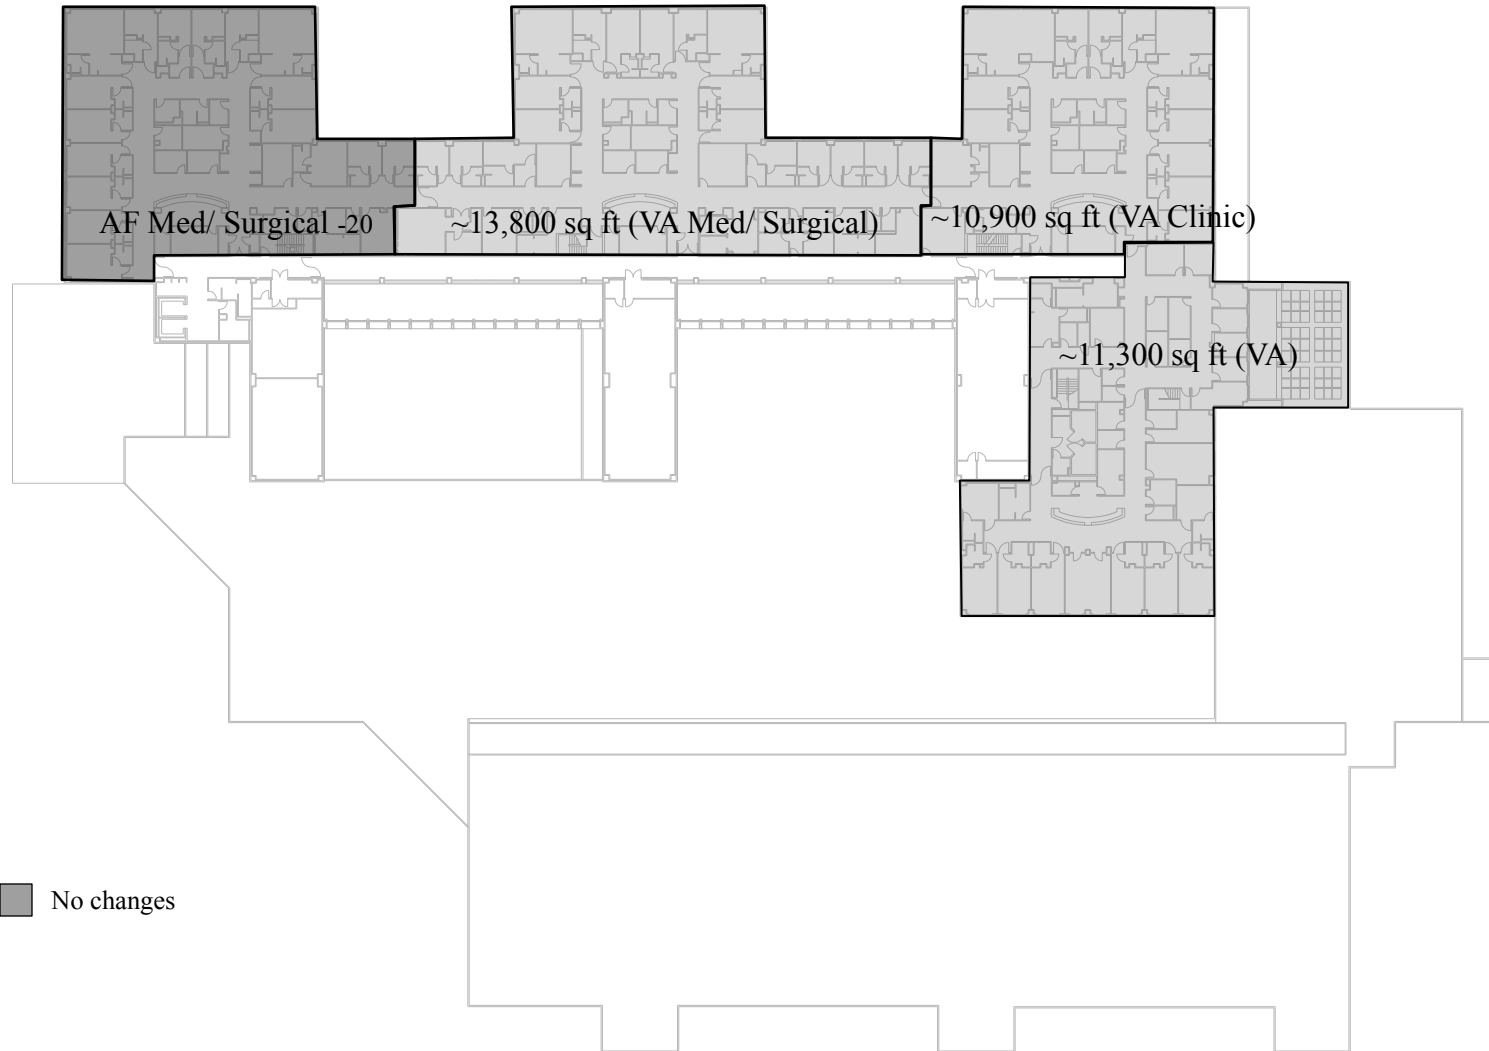 AF Med/ Surgical -20
~13,800 sq ft (VA Med/ Surgical)
~10,900 sq ft (VA Clinic)
~11,300 sq ft (VA)
No changes